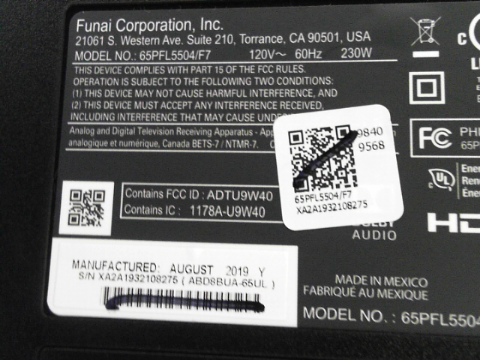 Funai Corporation, Inc.
21061 S. Western Ave. Suite 210, Torrance, CA 90501, USA
MODEL NO.: 65PFL5504/F7 120V~ 60Hz 230W
THIS DEVICE COMPLIES WITH PART 15 OF THE FCC RULES.
OPERATION IS SUBJECT TO THE FOLLOWING TWO CONDITIONS:
(1) THIS DEVICE MAY NOT CAUSE HARMFUL INTERFERENCE, AND
(2) THIS DEVICE MUST ACCEPT ANY INTERFERENCE RECEIVED,
INCLUDING INTERFERENCE THAT MAY CAUSE
Analog and Digital Television Receiving Apparatus -
analogique et numérique, Canada BETS-7 / NTMR-7.
9840
9568
65PFL5504/F7
XA2A1932108275
FC
65P
UL
Contains FCC ID : ADTU9W40
Contains IC : 1178A-U9W40
AUDIO
HD
MANUFACTURED: AUGUST 2019 Y
S/N XA2A1932108275 ( ABD8BUA-65UL )
MADE IN MEXICO
FABRIQUÉ AU MEXIQUE
MODEL NO. : 65PFL5504